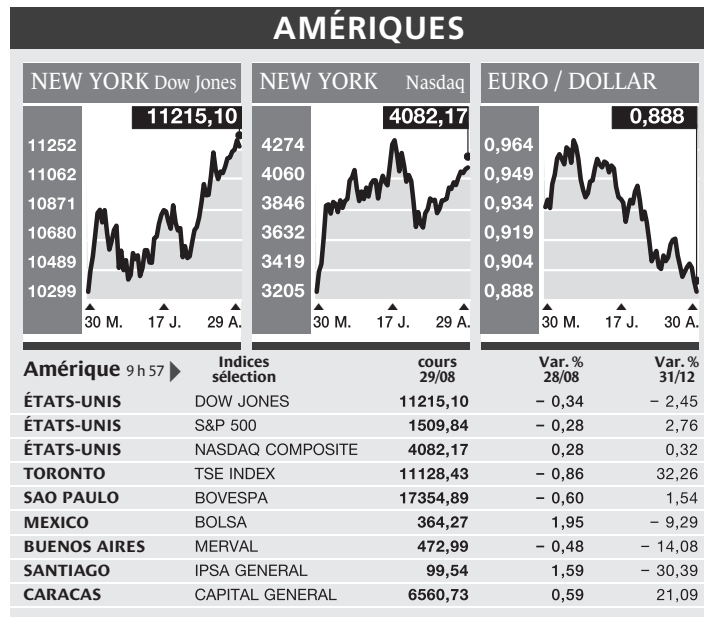 AMÉRIQUES
NEW YORK Dow Jones
11215,10
11252
11062
10871
10680
10489
10299
30 M. 17 J. 29 A.
NEW YORK Nasdaq
4082,17
4274
4060
3846
3632
3419
3205
30 M. 17 J. 29 A.
EURO / DOLLAR
0,888
0,964
0,949
0,934
0,919
0,904
0,888
30 M. 17 J. 30 A.
Amérique 9 h 57 Indices sélection cours 29/08 Var. % 28/08 Var. % 31/12
ÉTATS-UNIS DOW JONES 11215,10 – 0,34 – 2,45
ÉTATS-UNIS S&P 500 1509,84 – 0,28 2,76
ÉTATS-UNIS NASDAQ COMPOSITE 4082,17 0,28 0,32
TORONTO TSE INDEX 11128,43 – 0,86 32,26
SAO PAULO BOVESPA 17354,89 – 0,60 1,54
MEXICO BOLSA 364,27 1,95 – 9,29
BUENOS AIRES MERVAL 472,99 – 0,48 – 14,08
SANTIAGO IPSA GENERAL 99,54 1,59 – 30,39
CARACAS CAPITAL GENERAL 6560,73 0,59 21,09